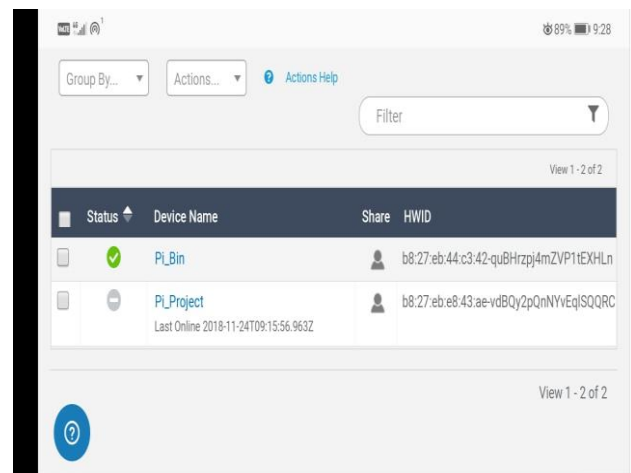 89% 9:28
Group By... Actions... Actions Help
Filter
View 1 - 2 of 2
Status Device Name Share HWID
Pi_Bin b8:27:eb:44:c3:42-quBHrzpj4mZVP1tEXHLn
Pi_Project b8:27:eb:e8:43:ae-vdBQy2pQnNYvEqlSQQRC
Last Online 2018-11-24T09:15:56.963Z
View 1 - 2 of 2